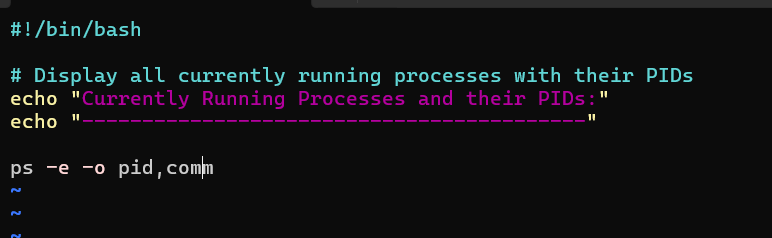 #!/bin/bash
# Display all currently running processes with their PIDs
echo "Currently Running Processes and their PIDs:"
echo "------------------------------------------"
ps -e -o pid,comm
~
~
~